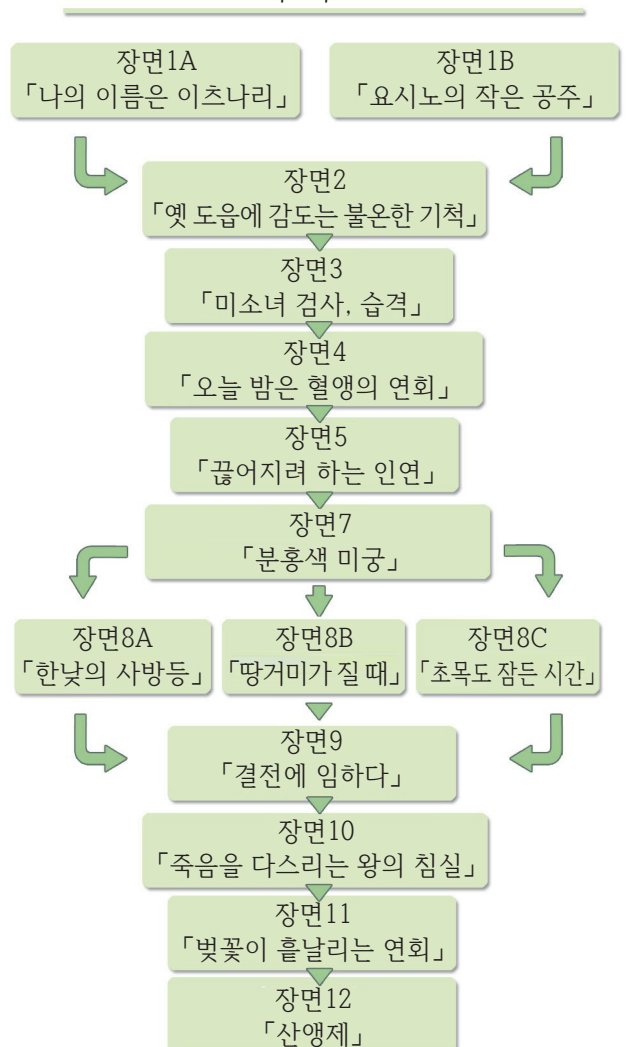 장면1A
「나의 이름은 이츠나리」
장면1B
「요시노의 작은 공주」
장면2
「옛 도읍에 감도는 불온한 기척」
장면3
「미소녀 검사, 습격」
장면4
「오늘 밤은 혈앵의 연회」
장면5
「끊어지려 하는 인연」
장면7
「분홍색 미궁」
장면8A
「한낮의 사방등」
장면8B
「땅거미가 질 때」
장면8C
「초목도 잠든 시간」
장면9
「결전에 임하다」
장면10
「죽음을 다스리는 왕의 침실」
장면11
「벚꽃이 흩날리는 연회」
장면12
「산앵제」